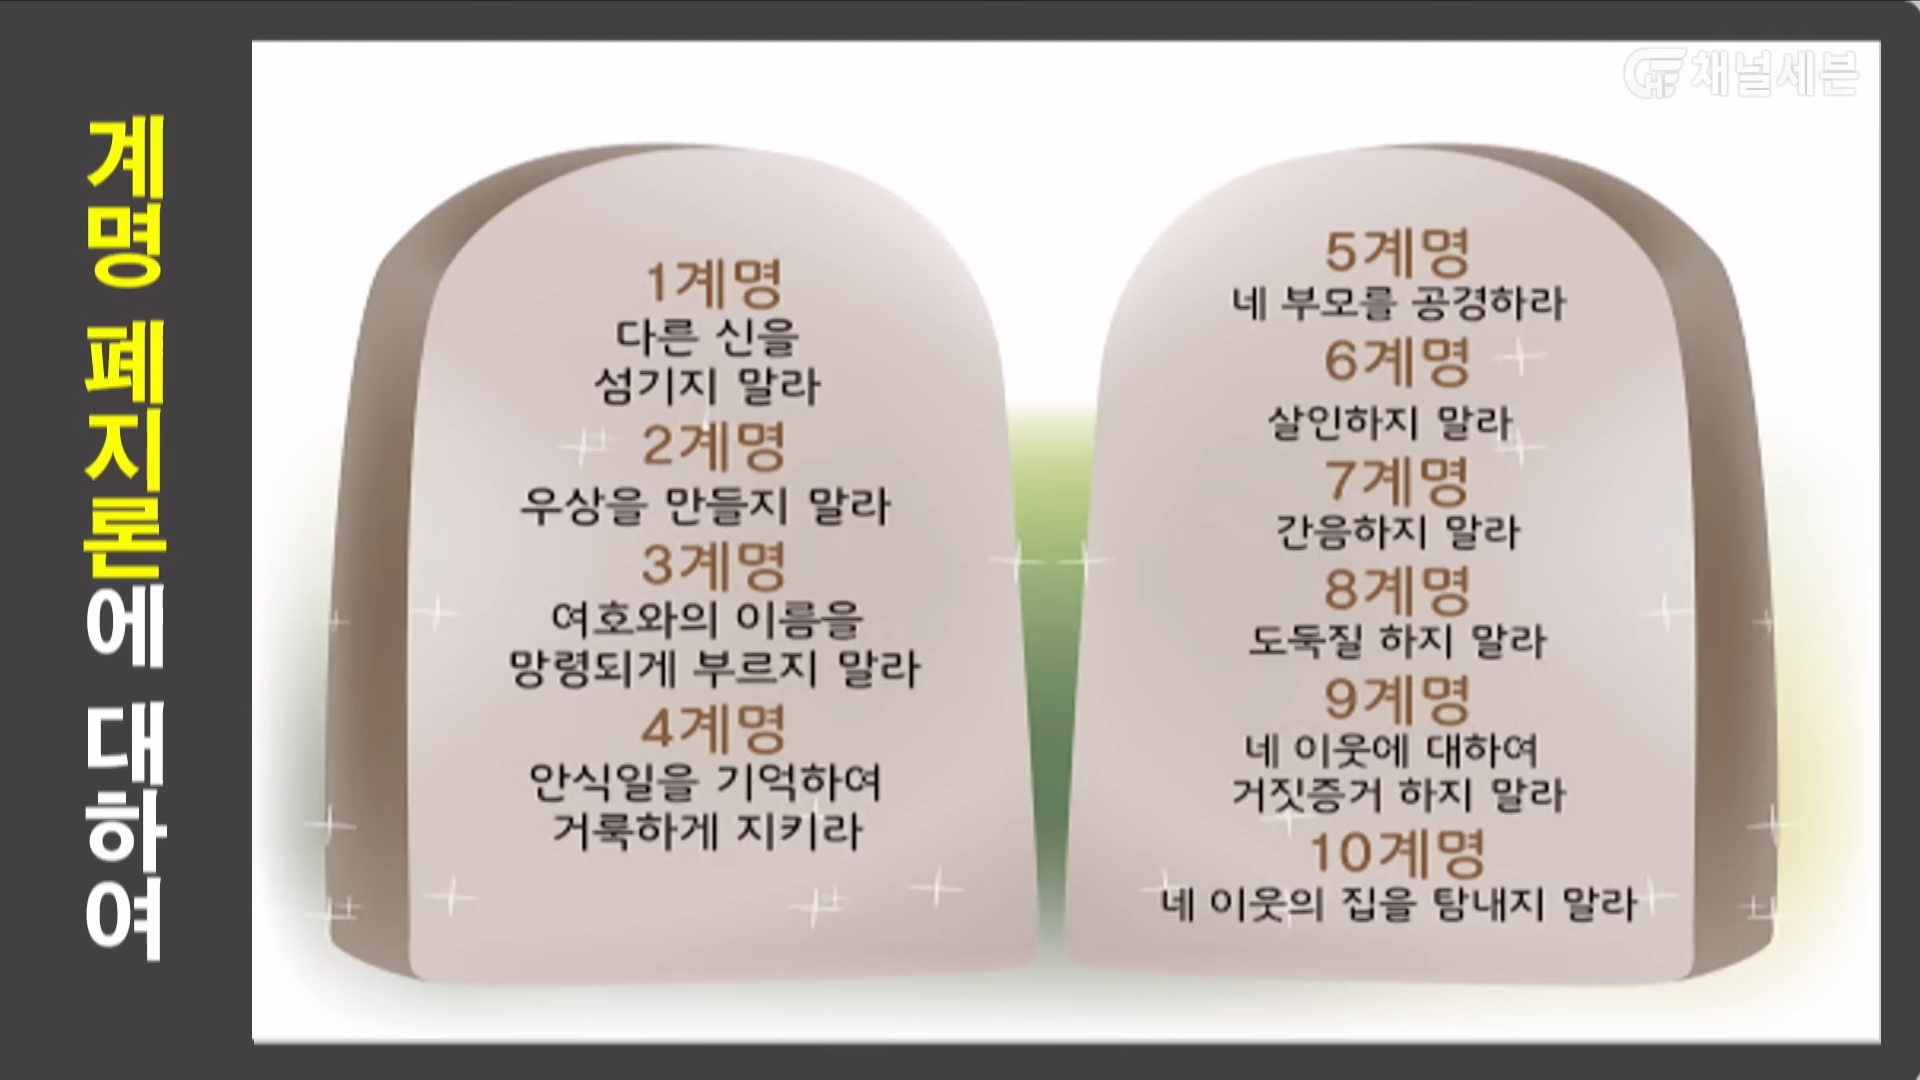 계명 폐지론에 대하여
채널세븐
1계명
다른 신을
섬기지 말라
2계명
우상을 만들지 말라
3계명
여호와의 이름을
망령되게 부르지 말라
4계명
안식일을 기억하여
거룩하게 지키라
5계명
네 부모를 공경하라
6계명
살인하지 말라
7계명
간음하지 말라
8계명
도둑질 하지 말라
9계명
네 이웃에 대하여
거짓증거 하지 말라
10계명
네 이웃의 집을 탐내지 말라